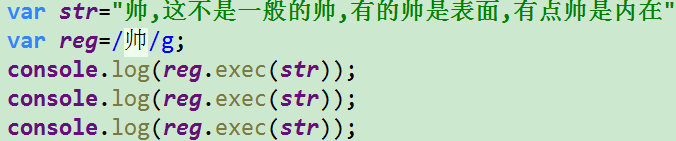 var str="帅,这不是一般的帅,有的帅是表面,有点帅是内在"
var reg=/帅/g;
console.log(reg.exec(str));
console.log(reg.exec(str));
console.log(reg.exec(str));